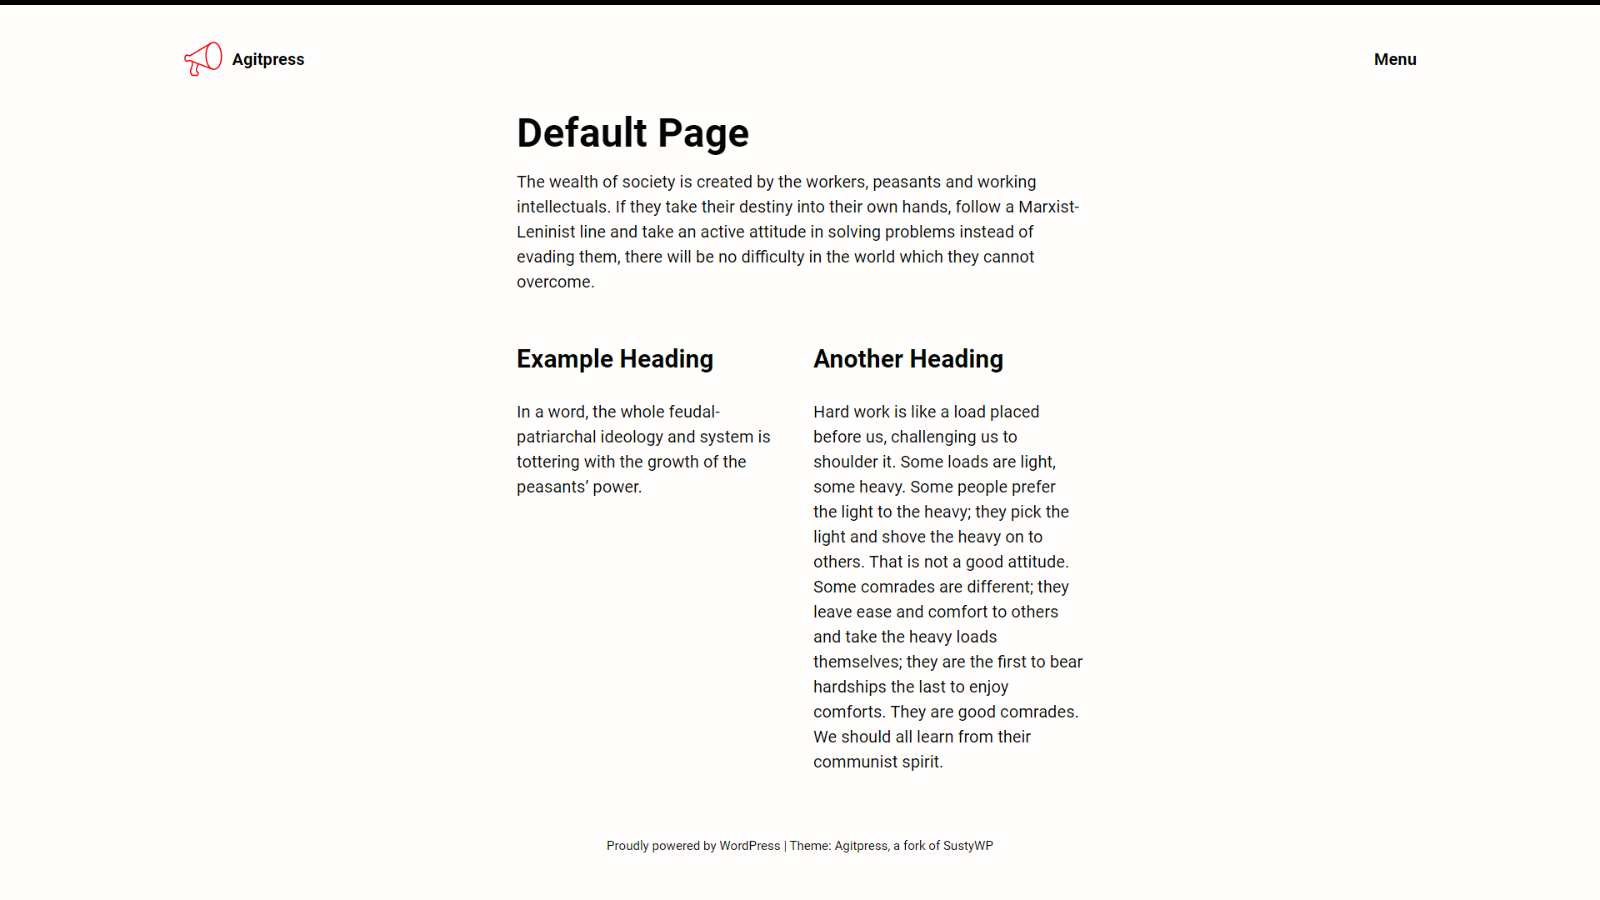 Agitpress
Menu
Default Page
The wealth of society is created by the workers, peasants and working
intellectuals. If they take their destiny into their own hands, follow a Marxist-
Leninist line and take an active attitude in solving problems instead of
evading them, there will be no difficulty in the world which they cannot
overcome.
Example Heading
In a word, the whole feudal-
patriarchal ideology and system is
tottering with the growth of the
peasants’ power.
Another Heading
Hard work is like a load placed
before us, challenging us to
shoulder it. Some loads are light,
some heavy. Some people prefer
the light to the heavy; they pick the
light and shove the heavy on to
others. That is not a good attitude.
Some comrades are different; they
leave ease and comfort to others
and take the heavy loads
themselves; they are the first to bear
hardships the last to enjoy
comforts. They are good comrades.
We should all learn from their
communist spirit.
Proudly powered by WordPress | Theme: Agitpress, a fork of SustyWP